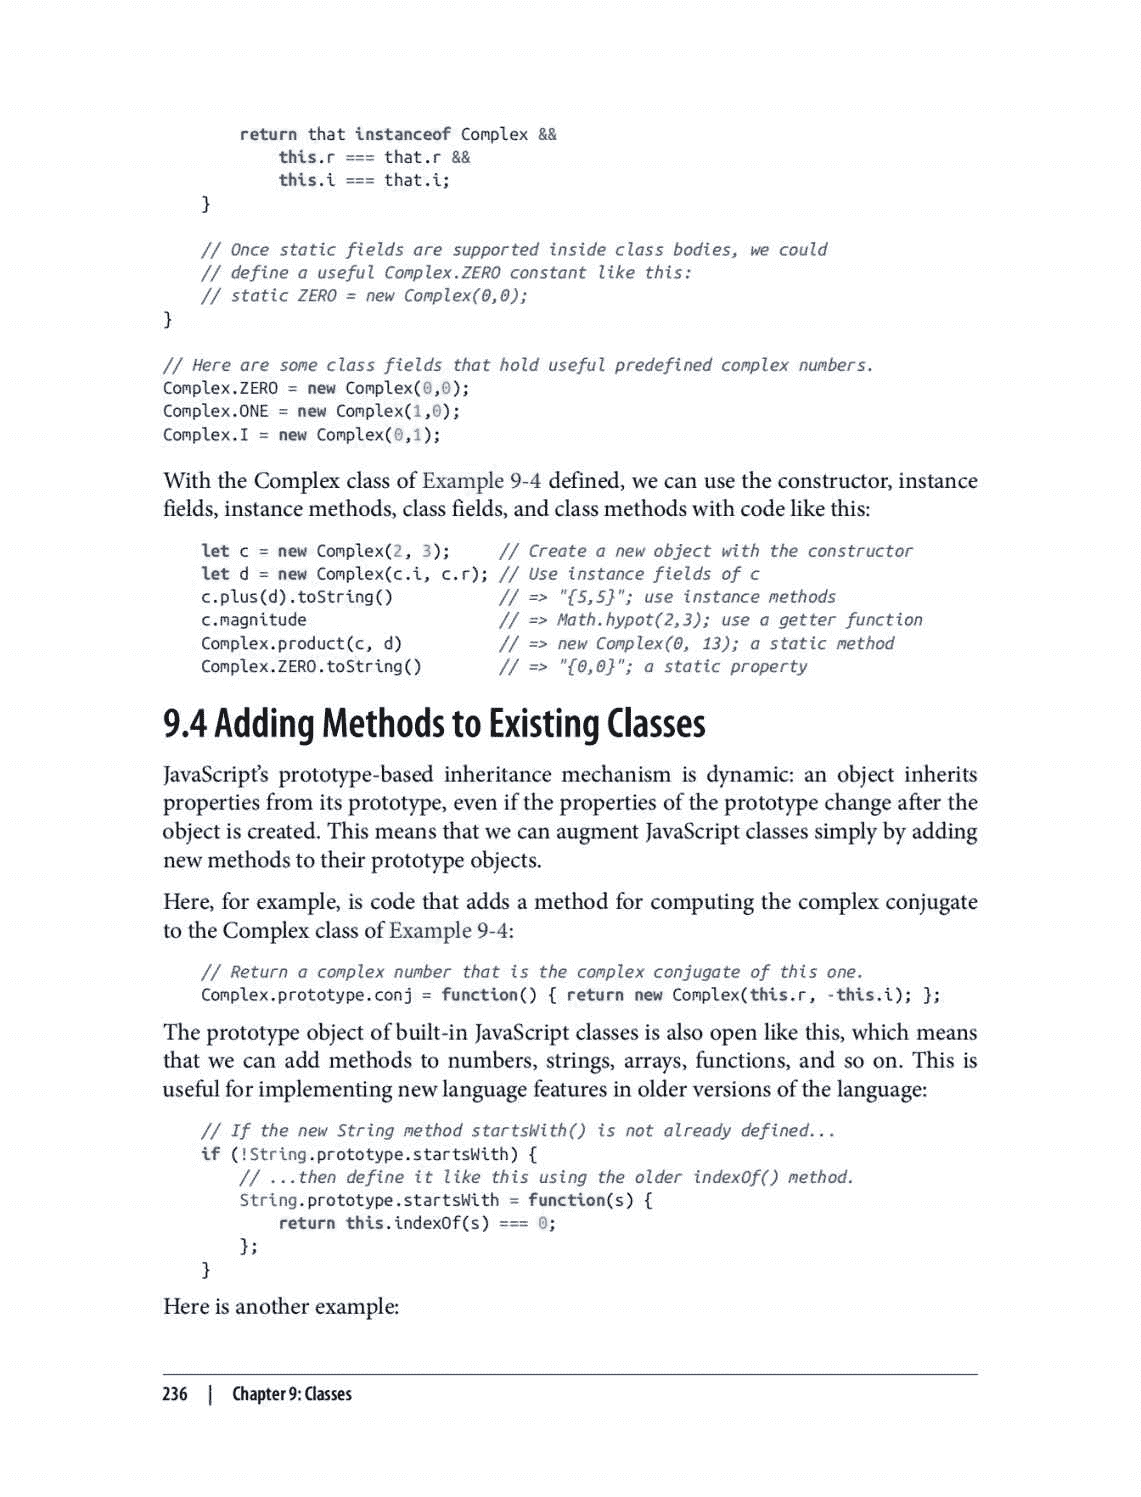 return that instanceof Complex &&
this.r === that.r &&
this.i === that.i;
}
// Once static fields are supported inside class bodies, we could
// define a useful Complex.ZERO constant like this:
// static ZERO = new Complex(0,0);
}
// Here are some class fields that hold useful predefined complex numbers.
Complex.ZERO = new Complex(0,0);
Complex.ONE = new Complex(1,0);
Complex.I = new Complex(0,1);
With the Complex class of Example 9-4 defined, we can use the constructor, instance
fields, instance methods, class fields, and class methods with code like this:
let c = new Complex(2, 3); // Create a new object with the constructor
let d = new Complex(c.i, c.r); // Use instance fields of c
c.plus(d).toString() // => "{5,5}"; use instance methods
c.magnitude // => Math.hypot(2,3); use a getter function
Complex.product(c, d) // => new Complex(0, 13); a static method
Complex.ZERO.toString() // => "{0,0}"; a static property
9.4 Adding Methods to Existing Classes
JavaScript's prototype-based inheritance mechanism is dynamic: an object inherits
properties from its prototype, even if the properties of the prototype change after the
object is created. This means that we can augment JavaScript classes simply by adding
new methods to their prototype objects.
Here, for example, is code that adds a method for computing the complex conjugate
to the Complex class of Example 9-4:
// Return a complex number that is the complex conjugate of this one.
Complex.prototype.conj = function() { return new Complex(this.r, -this.i); };
The prototype object of built-in JavaScript classes is also open like this, which means
that we can add methods to numbers, strings, arrays, functions, and so on. This is
useful for implementing new language features in older versions of the language:
// If the new String method startsWith() is not already defined...
if (!String.prototype.startsWith) {
// ...then define it like this using the older indexOf() method.
String.prototype.startsWith = function(s) {
return this.indexOf(s) === 0;
};
}
Here is another example:
236 | Chapter 9: Classes